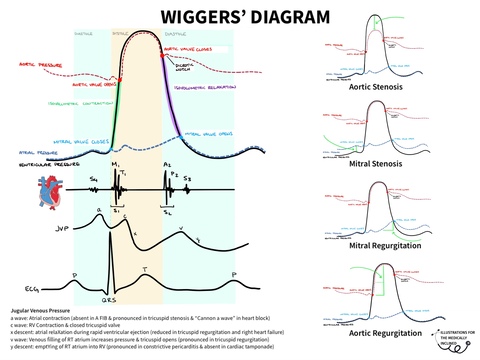 WIGGERS' DIAGRAM
DIASTOLE SYSTOLE DIASTOLE
AORTIC VALVE CLOSES
AORTIC PRESSURE
DICROTIC
NOTCH
AORTIC VALVE OPENS
ISOVOLUMETRIC RELAXATION
ISOVOLUMETRIC CONTRACTION
MITRAL VALVE OPENS
MITRAL VALVE CLOSES
ATRIAL PRESSURE
VENTRICULAR PRESSURE
M₁ T₁ A₂ P₂
S₄ S₃
S₁ S₂
JVP a c x v y
ECG P QRS T P
Aortic Stenosis
Mitral Stenosis
Mitral Regurgitation
Aortic Regurgitation
Jugular Venous Pressure
a wave: Atrial contraction (absent in A FIB & pronounced in tricuspid stenosis & "Cannon a wave" in heart block)
c wave: RV Contraction & closed tricuspid valve
x descent: atrial relaxation during rapid ventricular ejection (reduced in tricuspid regurgitation and right heart failure)
v wave: Venous filling of RT atrium increases pressure & tricuspid opens (pronounced in tricuspid regurgitation)
y descent: emptying of RT atrium into RV (pronounced in constrictive pericarditis & absent in cardiac tamponade)
ILLUSTRATIONS FOR
THE MEDICALLY
INCLINED